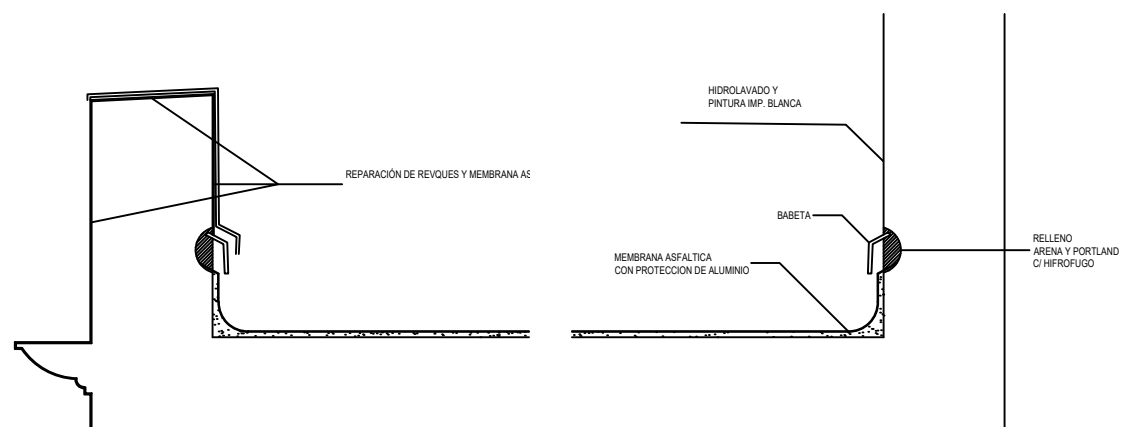 HIDROLAVADO Y
PINTURA IMP. BLANCA
REPARACIÓN DE REVQUES Y MEMBRANA AS
BABETA
MEMBRANA ASFALTICA
CON PROTECCION DE ALUMINIO
RELLENO
ARENA Y PORTLAND
C/ HIFROFUGO